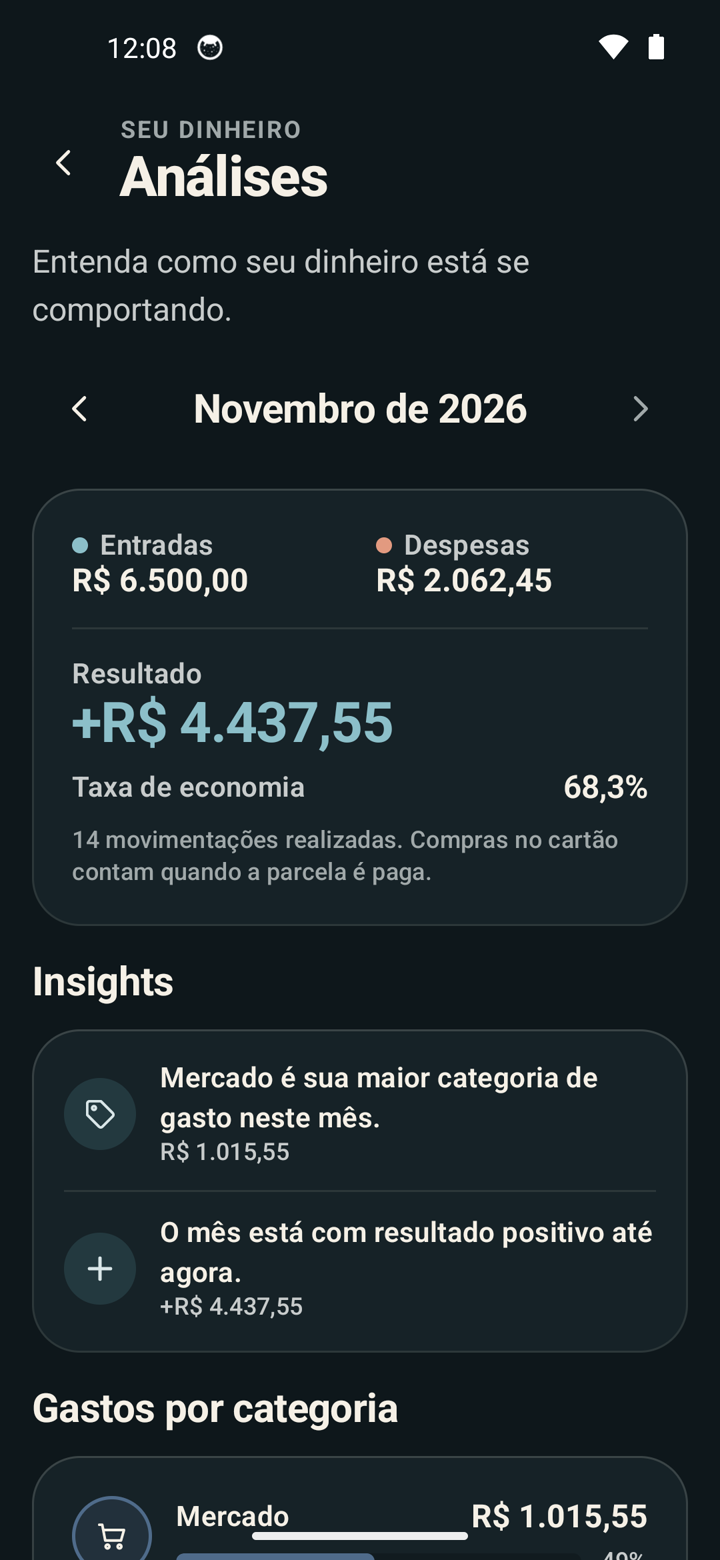 12:08
SEU DINHEIRO
Análises
Entenda como seu dinheiro está se
comportando.
Novembro de 2026
Entradas
R$ 6.500,00
Despesas
R$ 2.062,45
Resultado
+R$ 4.437,55
Taxa de economia
68,3%
14 movimentações realizadas. Compras no cartão
contam quando a parcela é paga.
Insights
Mercado é sua maior categoria de
gasto neste mês.
R$ 1.015,55
O mês está com resultado positivo até
agora.
+R$ 4.437,55
Gastos por categoria
Mercado
R$ 1.015,55